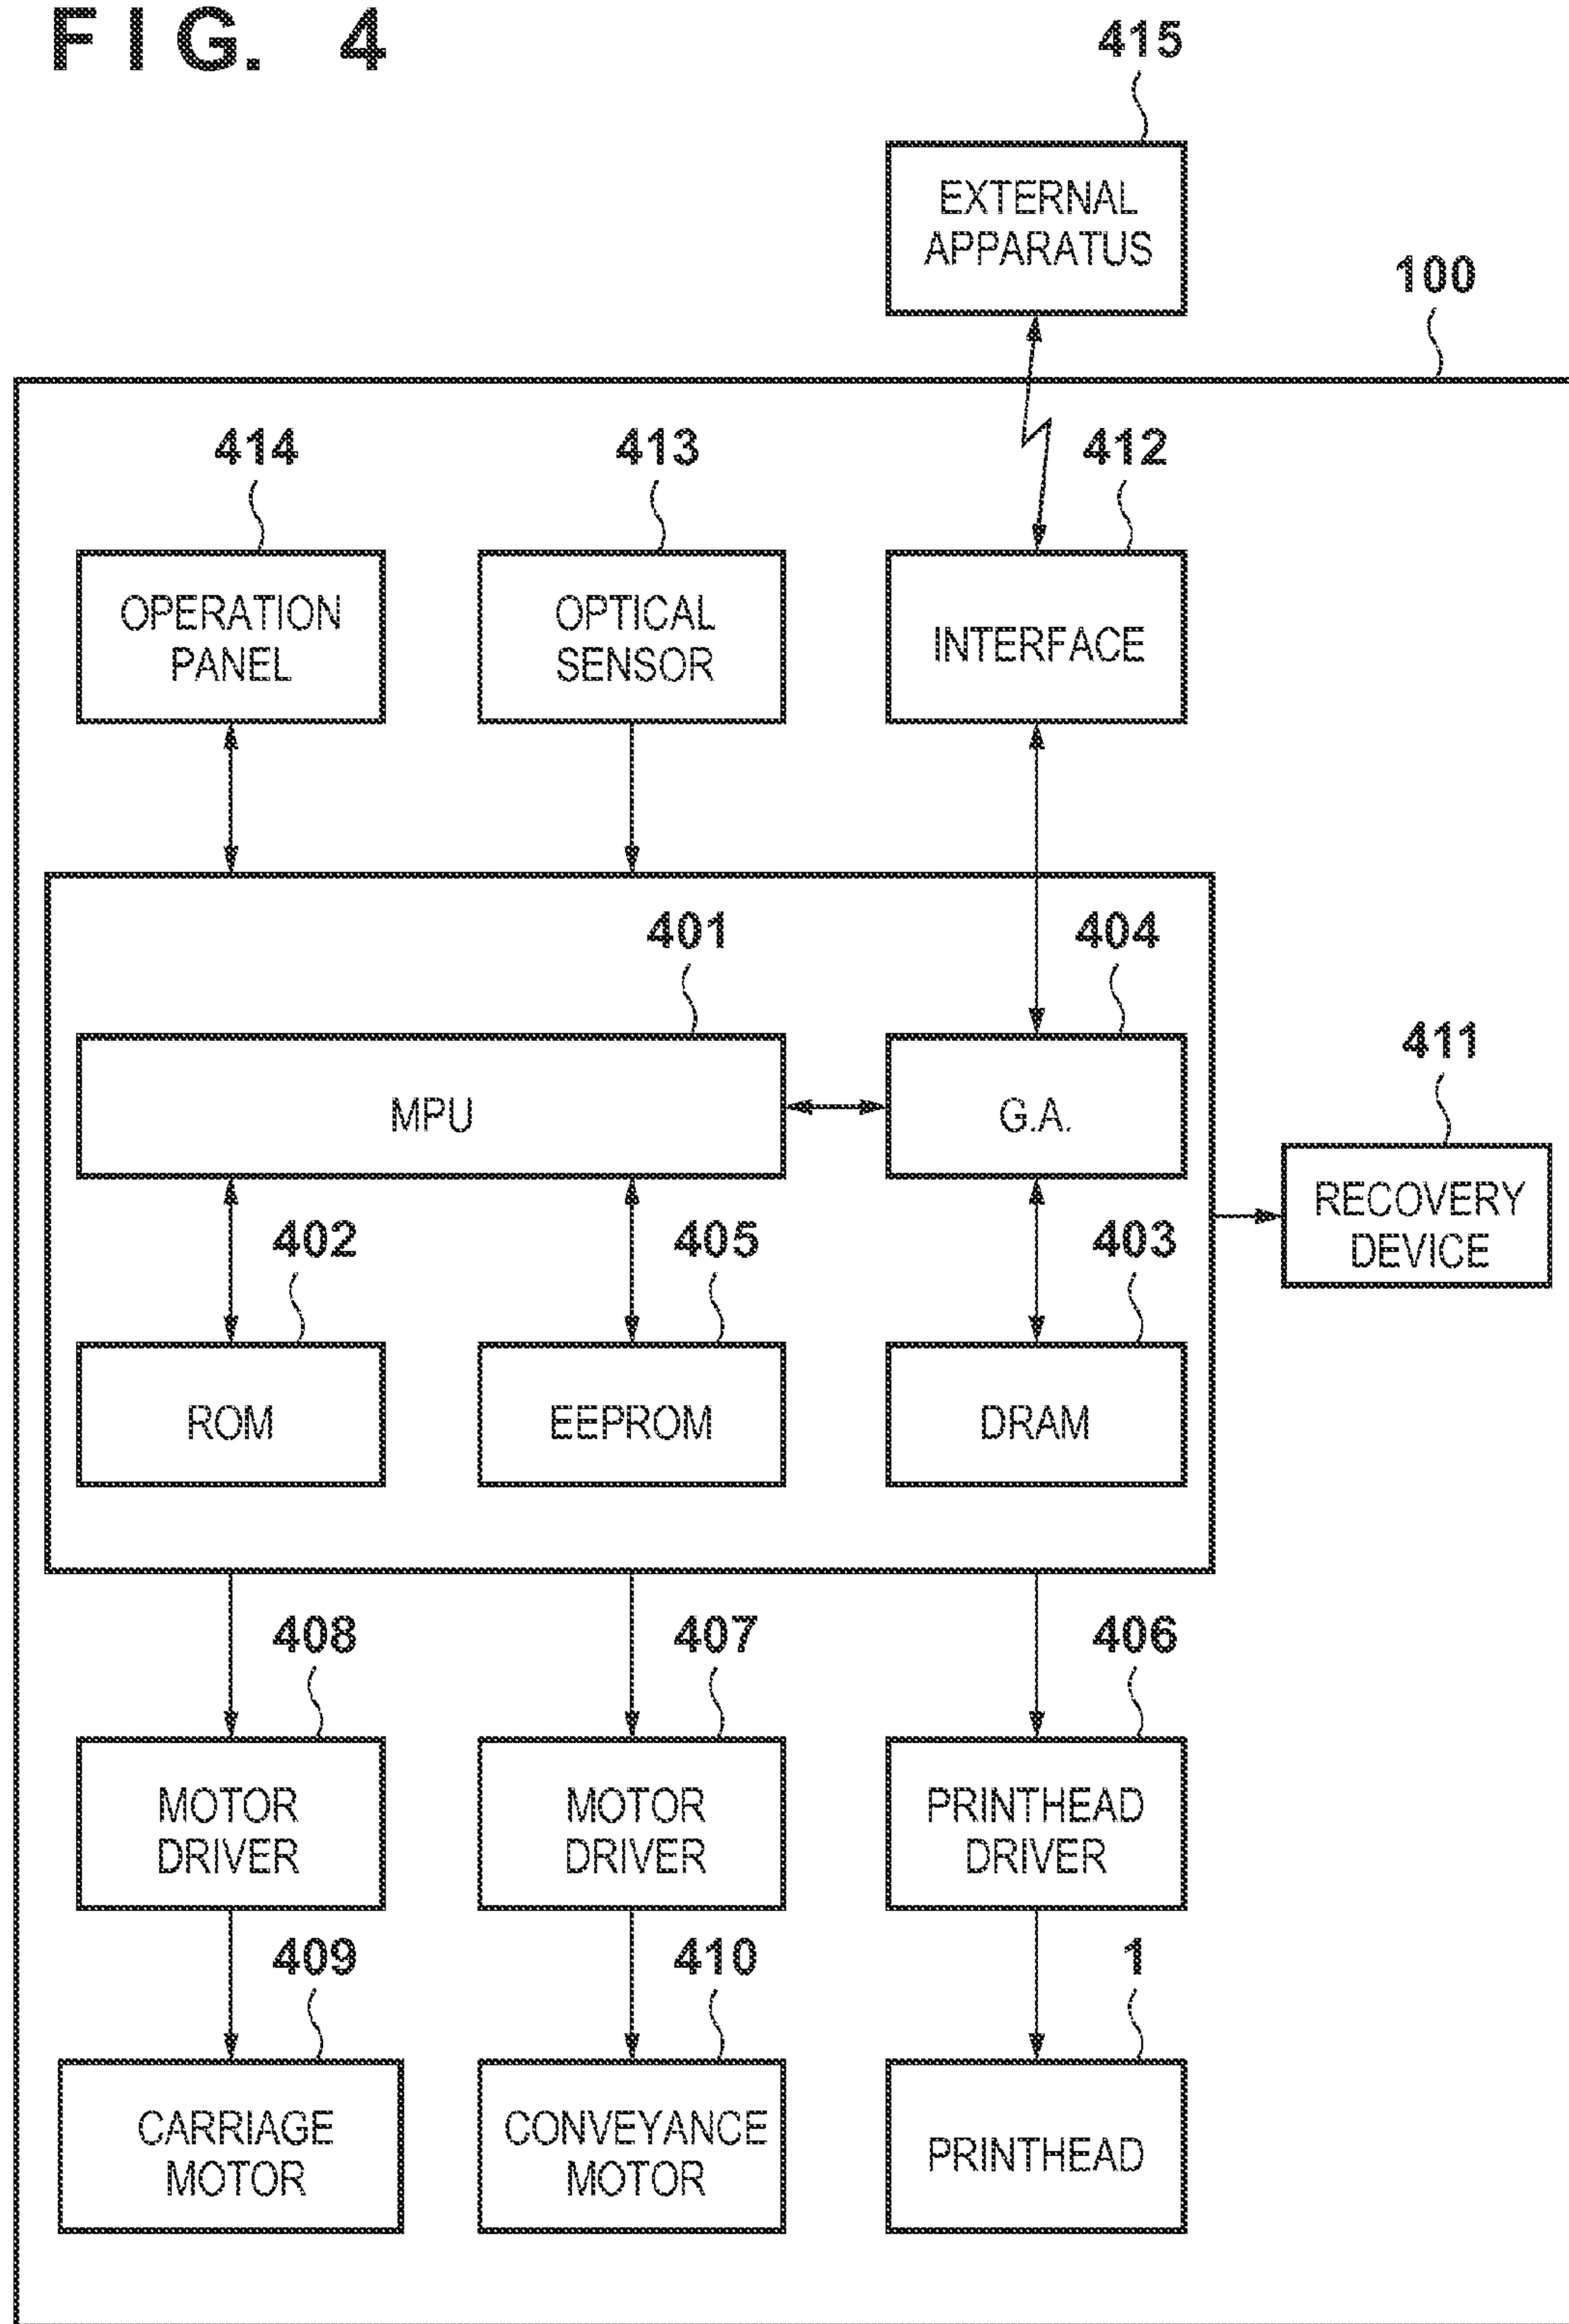 FIG. 4
415
EXTERNAL
APPARATUS
100
414
413
412
OPERATION
PANEL
OPTICAL
SENSOR
INTERFACE
401
404
MPU
G.A.
411
RECOVERY
DEVICE
402
405
403
ROM
EEPROM
DRAM
408
407
406
MOTOR
DRIVER
MOTOR
DRIVER
PRINTHEAD
DRIVER
409
410
1
CARRIAGE
MOTOR
CONVEYANCE
MOTOR
PRINTHEAD